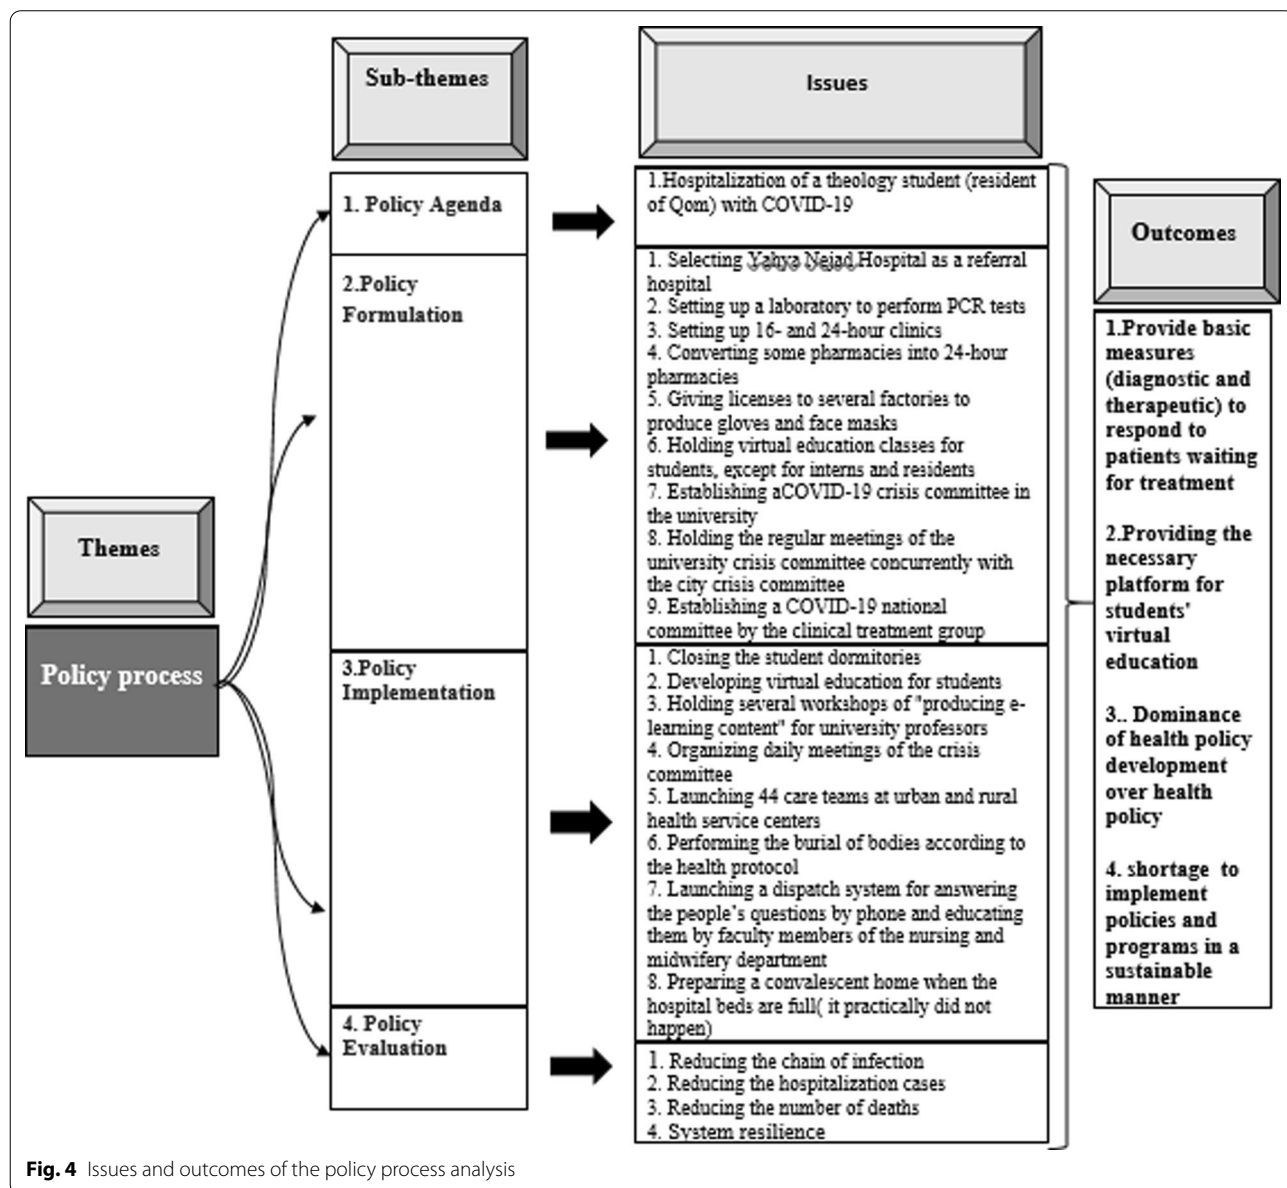 Themes
Policy process
Sub-themes
1. Policy Agenda
2.Policy
Formulation
3.Policy
Implementation
4. Policy
Evaluation
Issues
1.Hospitalization of a theology student (resident
of Qom) with COVID-19
1. Selecting Yahya Nejad Hospital as a referral
hospital
2. Setting up a laboratory to perform PCR tests
3. Setting up 16- and 24-hour clinics
4. Converting some pharmacies into 24-hour
pharmacies
5. Giving licenses to several factories to
produce gloves and face masks
6. Holding virtual education classes for
students, except for interns and residents
7. Establishing aCOVID-19 crisis committee in
the university
8. Holding the regular meetings of the
university crisis committee concurrently with
the city crisis committee
9. Establishing a COVID-19 national
committee by the clinical treatment group
1. Closing the student dormitories
2. Developing virtual education for students
3. Holding several workshops of "producing e-
learning content" for university professors
4. Organizing daily meetings of the crisis
committee
5. Launching 44 care teams at urban and rural
health service centers
6. Performing the burial of bodies according to
the health protocol
7. Launching a dispatch system for answering
the people's questions by phone and educating
them by faculty members of the nursing and
midwifery department
8. Preparing a convalescent home when the
hospital beds are full( it practically did not
happen)
1. Reducing the chain of infection
2. Reducing the hospitalization cases
3. Reducing the number of deaths
4. System resilience
Outcomes
1.Provide basic
measures
(diagnostic and
therapeutic) to
respond to
patients waiting
for treatment
2.Providing the
necessary
platform for
students'
virtual
education
3.. Dominance
of health policy
development
over health
policy
4. shortage to
implement
policies and
programs in a
sustainable
manner
Fig. 4 Issues and outcomes of the policy process analysis